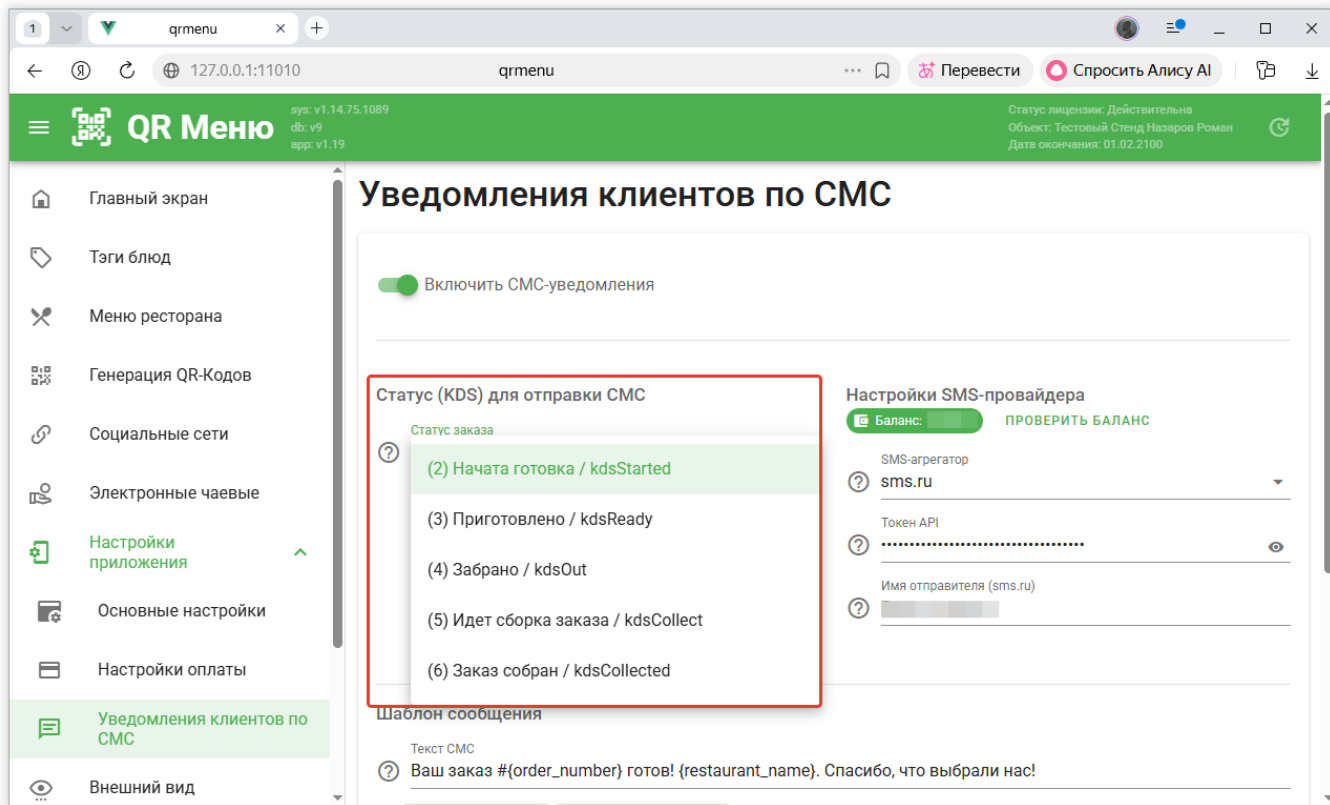 1
qrmenu
127.0.0.1:11010
qrmenu
Перевести
Спросить Алису AI
QR Меню
sys: v1.14.75.1089
db: v9
app: v1.19
Статус лицензии: Действительна
Объект: Тестовый Стенд Назаров Роман
Дата окончания: 01.02.2100
Главный экран
Тэги блюд
Меню ресторана
Генерация QR-Кодов
Социальные сети
Электронные чаевые
Настройки
приложения
Основные настройки
Настройки оплаты
Уведомления клиентов по
СМС
Внешний вид
Уведомления клиентов по СМС
Включить СМС-уведомления
Статус (KDS) для отправки СМС
Статус заказа
(2) Начата готовка / kdsStarted
(3) Приготовлено / kdsReady
(4) Забрано / kdsOut
(5) Идет сборка заказа / kdsCollect
(6) Заказ собран / kdsCollected
Настройки SMS-провайдера
Баланс:
ПРОВЕРИТЬ БАЛАНС
SMS-агрегатор
sms.ru
Токен API
Имя отправителя (sms.ru)
Шаблон сообщения
Текст СМС
Ваш заказ #{order_number} готов! {restaurant_name}. Спасибо, что выбрали нас!